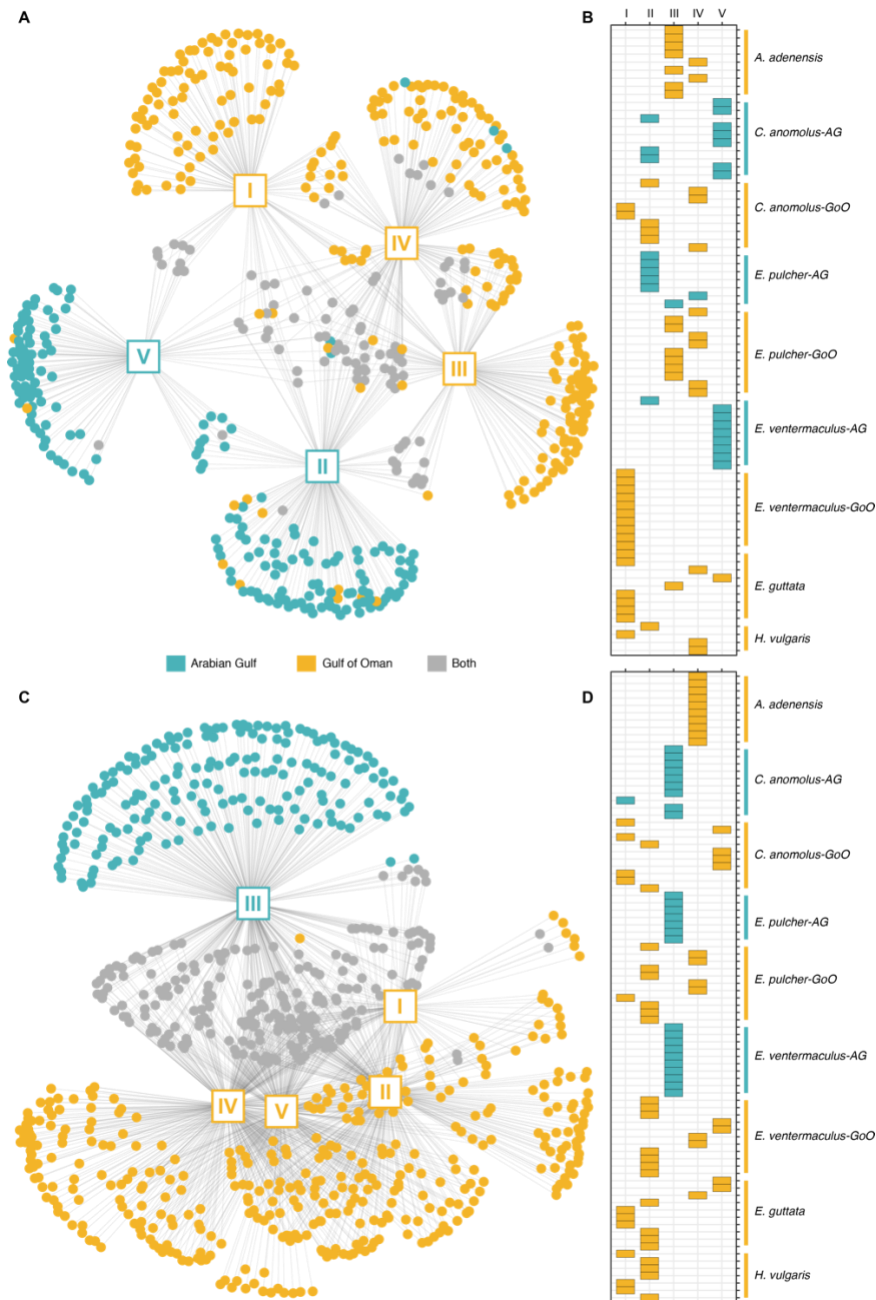 A
B
I II III IV V
I
IV
V
III
II
A. adenensis
C. anomolus-AG
C. anomolus-GoO
E. pulcher-AG
E. pulcher-GoO
E. ventermaculus-AG
E. ventermaculus-GoO
E. guttata
H. vulgaris
Arabian Gulf Gulf of Oman Both
C
D
III
I
II
IV
V
A. adenensis
C. anomolus-AG
C. anomolus-GoO
E. pulcher-AG
E. pulcher-GoO
E. ventermaculus-AG
E. ventermaculus-GoO
E. guttata
H. vulgaris